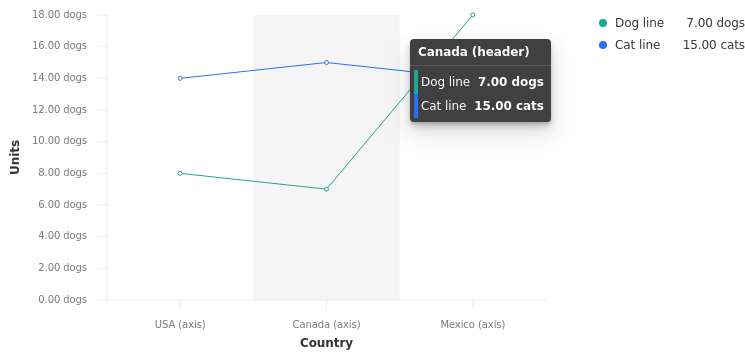 18.00 dogs
16.00 dogs
14.00 dogs
12.00 dogs
10.00 dogs
8.00 dogs
6.00 dogs
4.00 dogs
2.00 dogs
0.00 dogs
Units
USA (axis)
Canada (axis)
Mexico (axis)
Country
Canada (header)
Dog line 7.00 dogs
Cat line 15.00 cats
Dog line 7.00 dogs
Cat line 15.00 cats